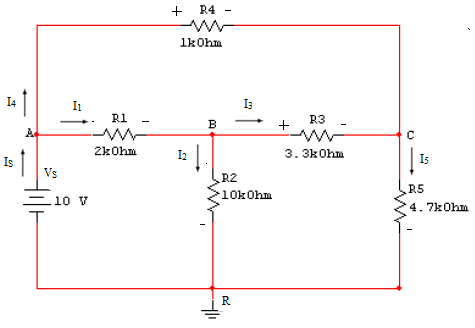 + R4 -
1kOhm
I4
I1
R1 -
2kOhm
A
B
I3
+ R3 -
3.3kOhm
C
IS
VS
10 V
I2
R2
10kOhm
-
I5
R5
4.7kOhm
-
R